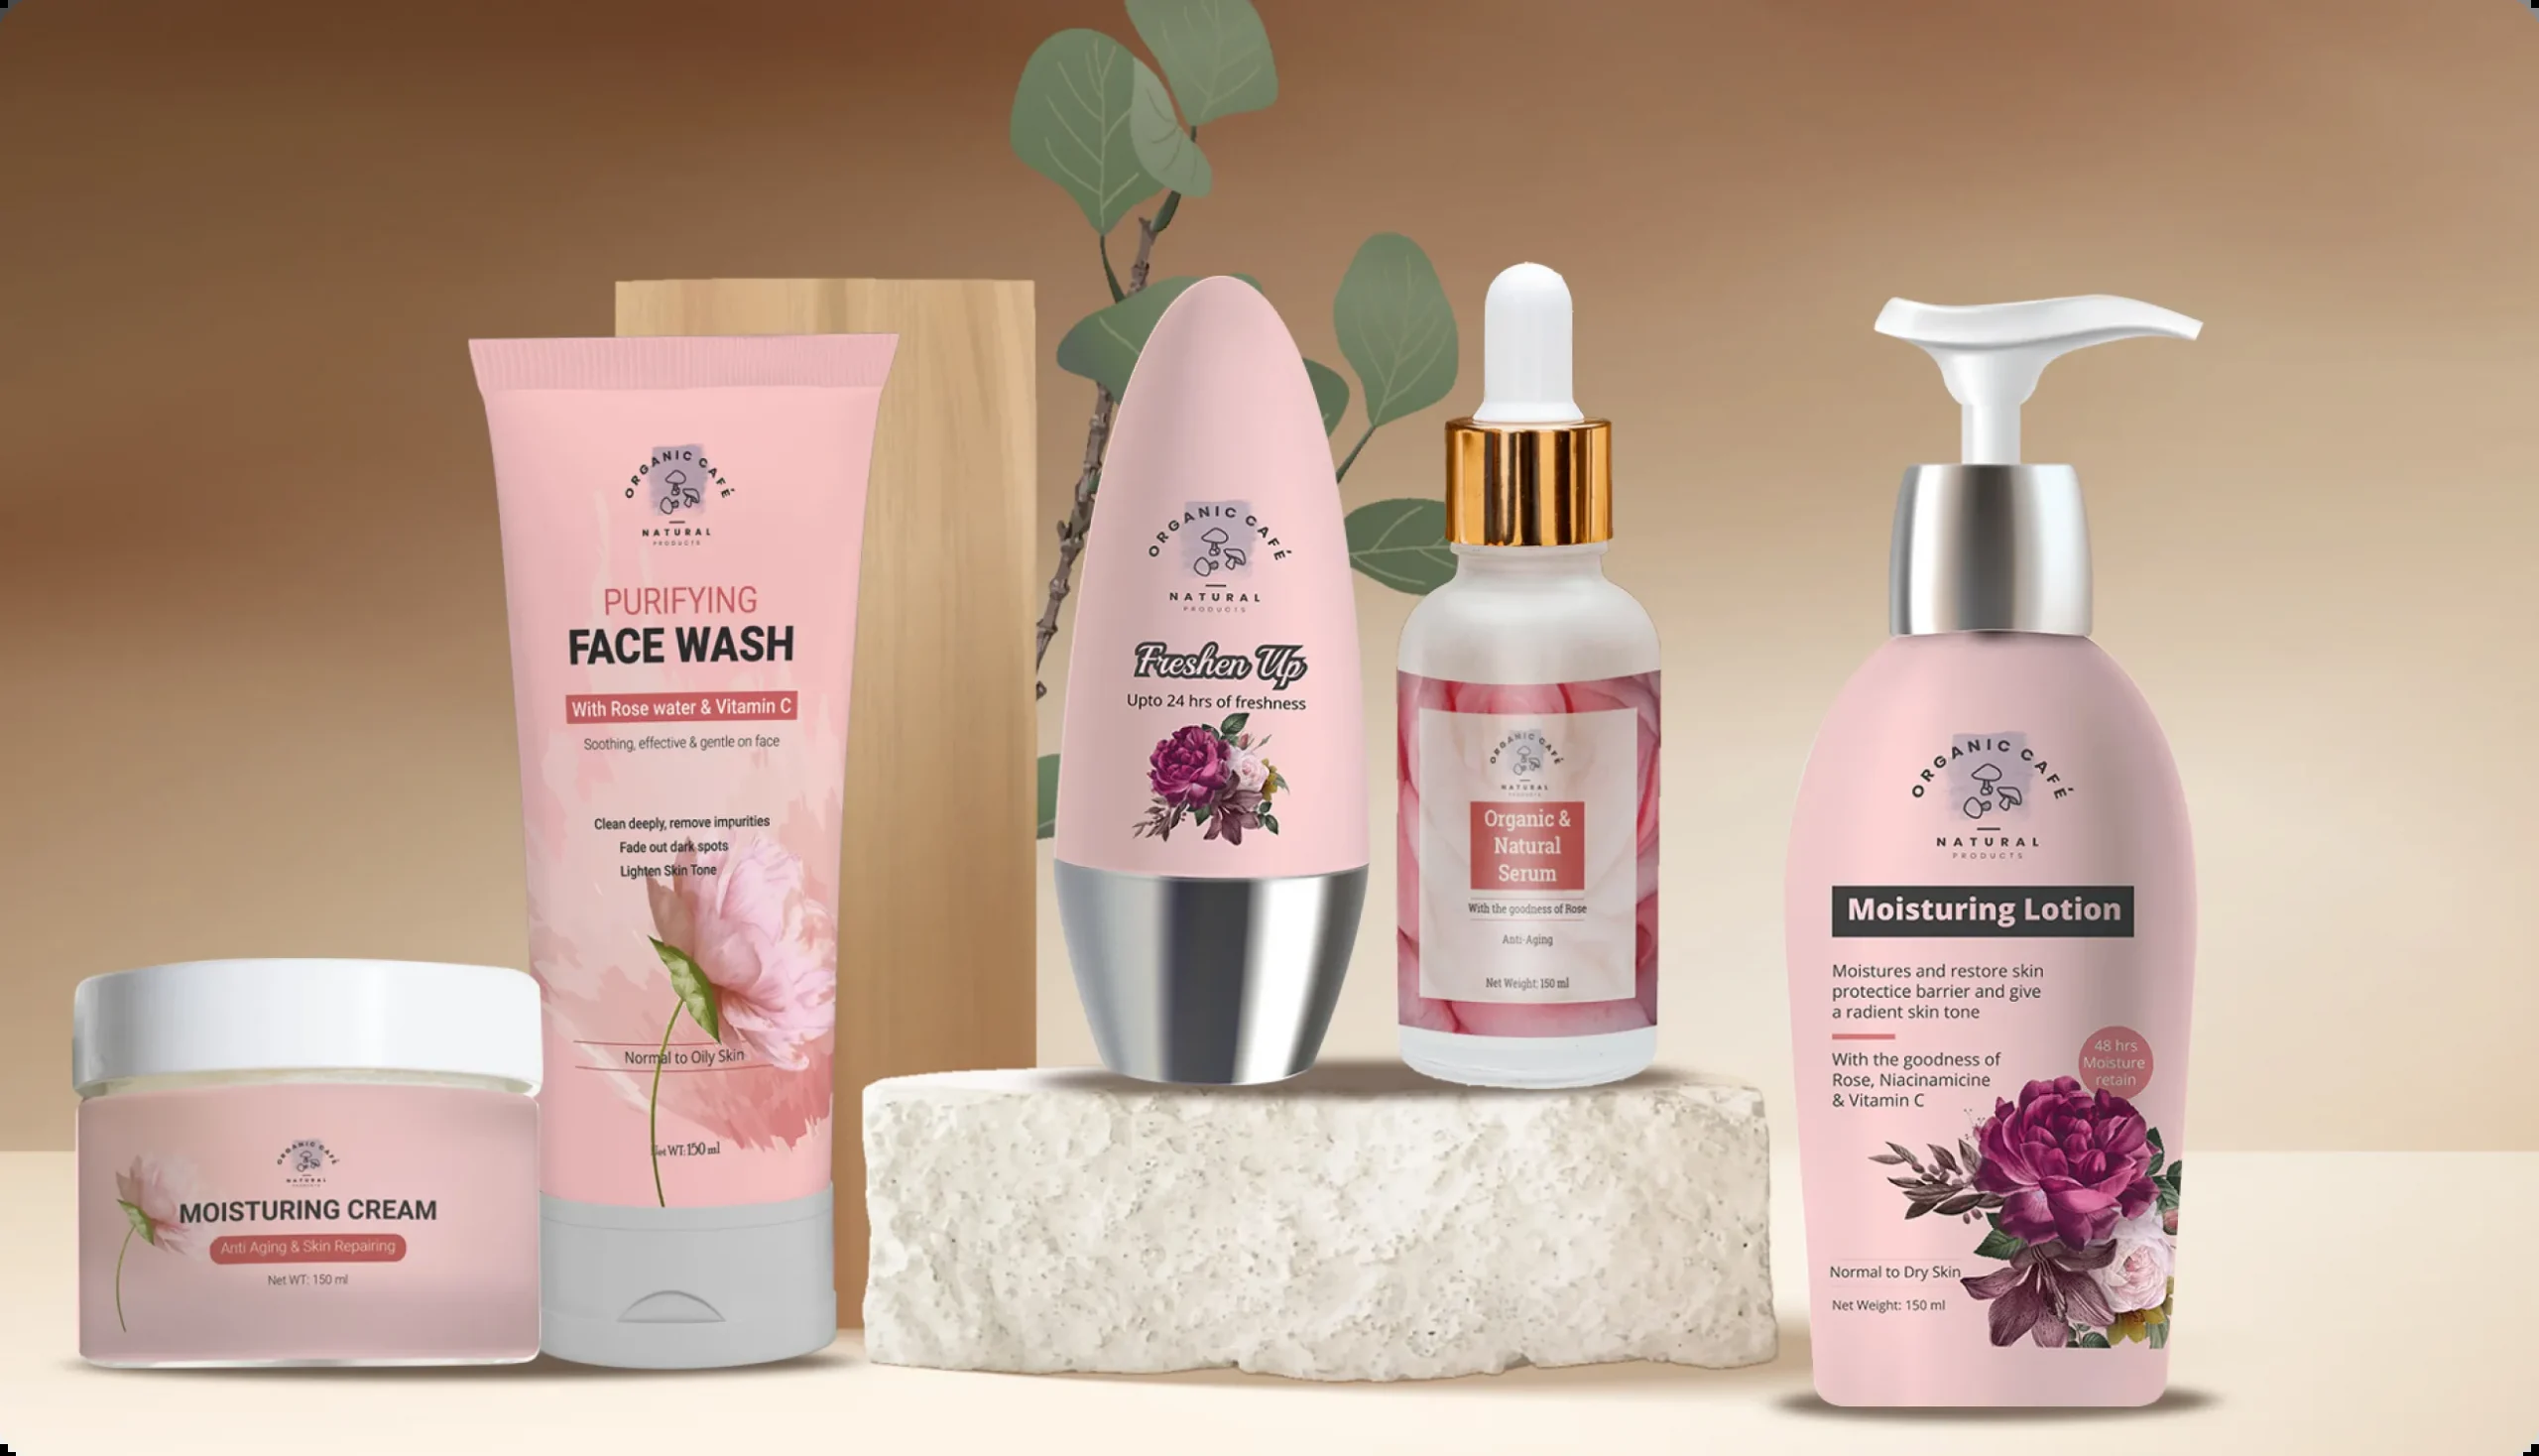 ORGANIC CAFÉ
NATURAL
MOISTURING CREAM
Anti Aging & Skin Repairing
Net WT: 150 ml
ORGANIC CAFÉ
NATURAL
PRODUCTS
PURIFYING
FACE WASH
With Rose water & Vitamin C
Soothing, effective & gentle on face
Clean deeply, remove impurities
Fade out dark spots
Lighten Skin Tone
Normal to Oily Skin
Net WT: 150 ml
ORGANIC CAFÉ
NATURAL
PRODUCTS
Freshen Up
Upto 24 hrs of freshness
ORGANIC CAFÉ
NATURAL
Organic &
Natural
Serum
With the goodness of Rose
Anti-Aging
Net Weight: 150 ml
ORGANIC CAFÉ
NATURAL
PRODUCTS
Moisturing Lotion
Moistures and restore skin
protectice barrier and give
a radient skin tone
With the goodness of
Rose, Niacinamicine
& Vitamin C
48 hrs
Moisture
retain
Normal to Dry Skin
Net Weight: 150 ml